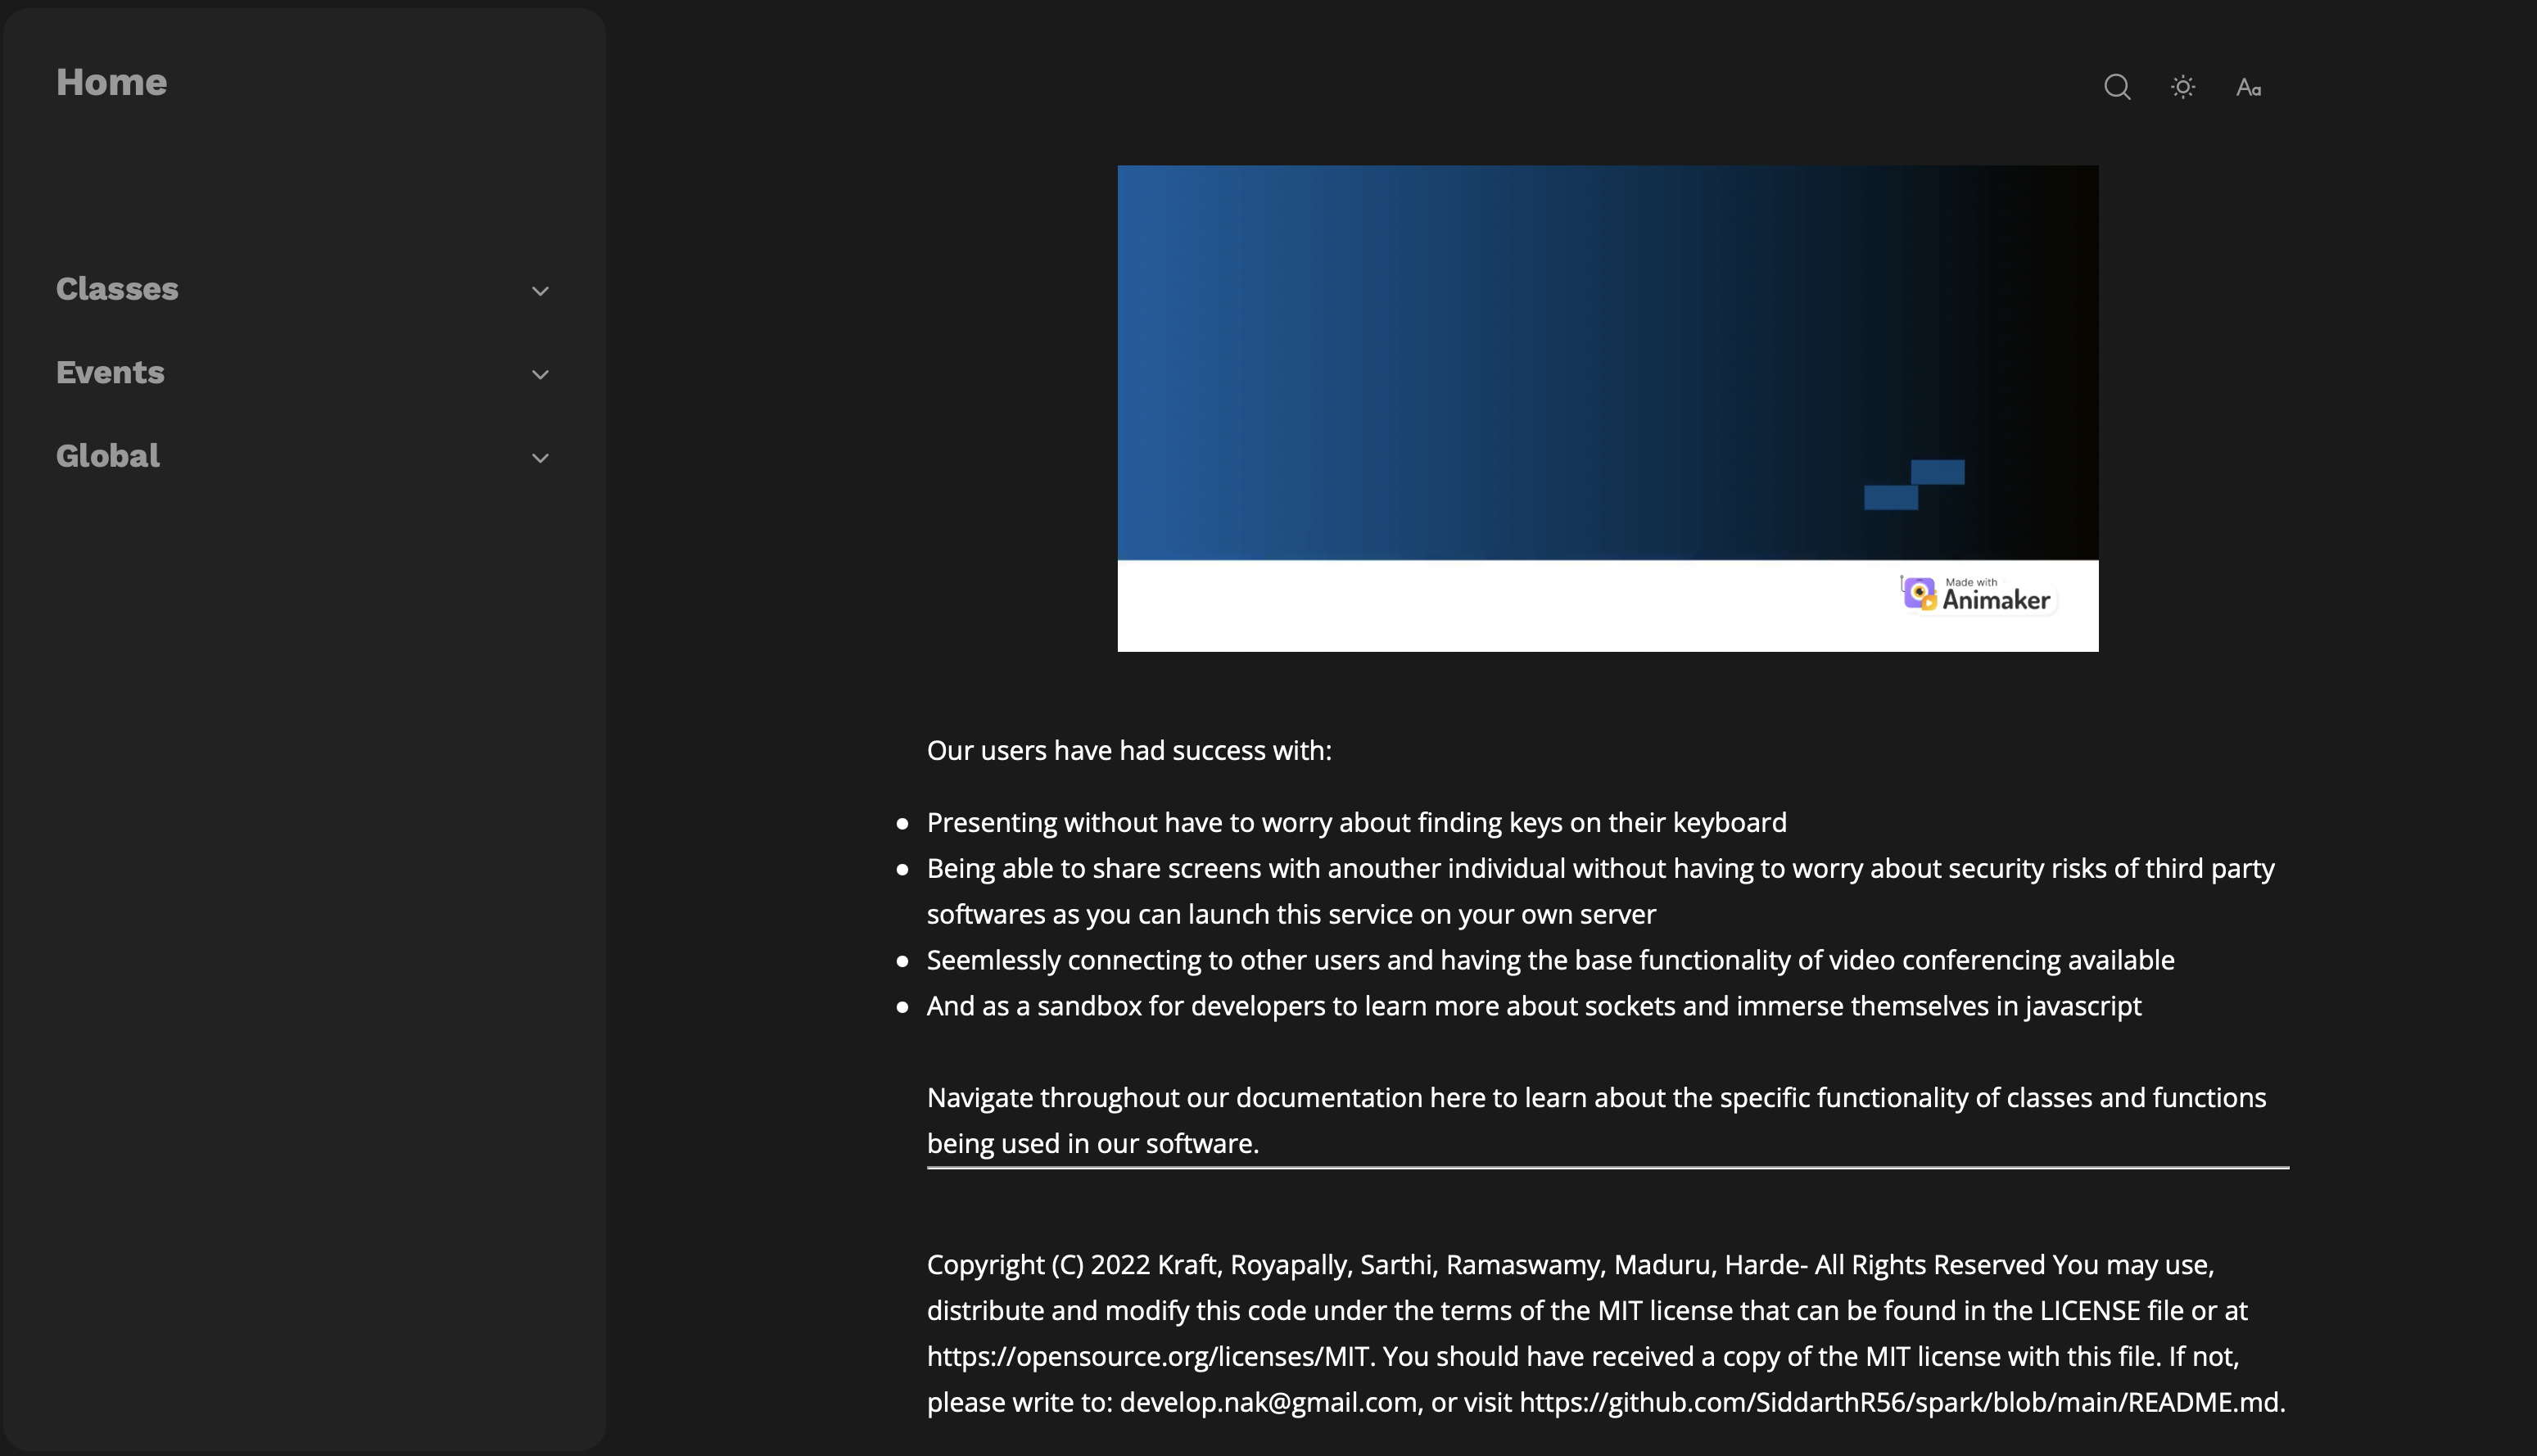 Home
Classes
Events
Global
Aa
Made with
Animaker
Our users have had success with:
Presenting without have to worry about finding keys on their keyboard
Being able to share screens with anouther individual without having to worry about security risks of third party
softwares as you can launch this service on your own server
Seemlessly connecting to other users and having the base functionality of video conferencing available
And as a sandbox for developers to learn more about sockets and immerse themselves in javascript
Navigate throughout our documentation here to learn about the specific functionality of classes and functions
being used in our software.
Copyright (C) 2022 Kraft, Royapally, Sarthi, Ramaswamy, Maduru, Harde- All Rights Reserved You may use,
distribute and modify this code under the terms of the MIT license that can be found in the LICENSE file or at
https://opensource.org/licenses/MIT. You should have received a copy of the MIT license with this file. If not,
please write to: develop.nak@gmail.com, or visit https://github.com/SiddarthR56/spark/blob/main/README.md.